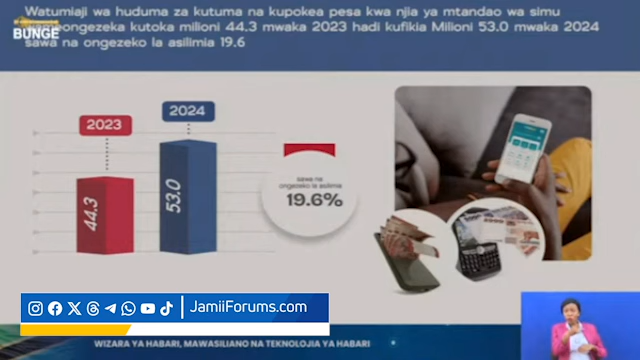 Watumiaji wa huduma za kutuma na kupokea pesa kwa njia ya mtandao wa simu
kutoka milioni 44.3 mwaka 2023 hadi kufikia Milioni 53.0 mwaka 2024
sawa na ongezeko la asilimia 19.6
BUNGE
2023
2024
44.3
53.0
sawa na
ongezeko la asilimia
19.6%
JamiiForums.com
WIZARA YA HABARI, MAWASILIANO NA TEKNOLOJIA YA HABARI